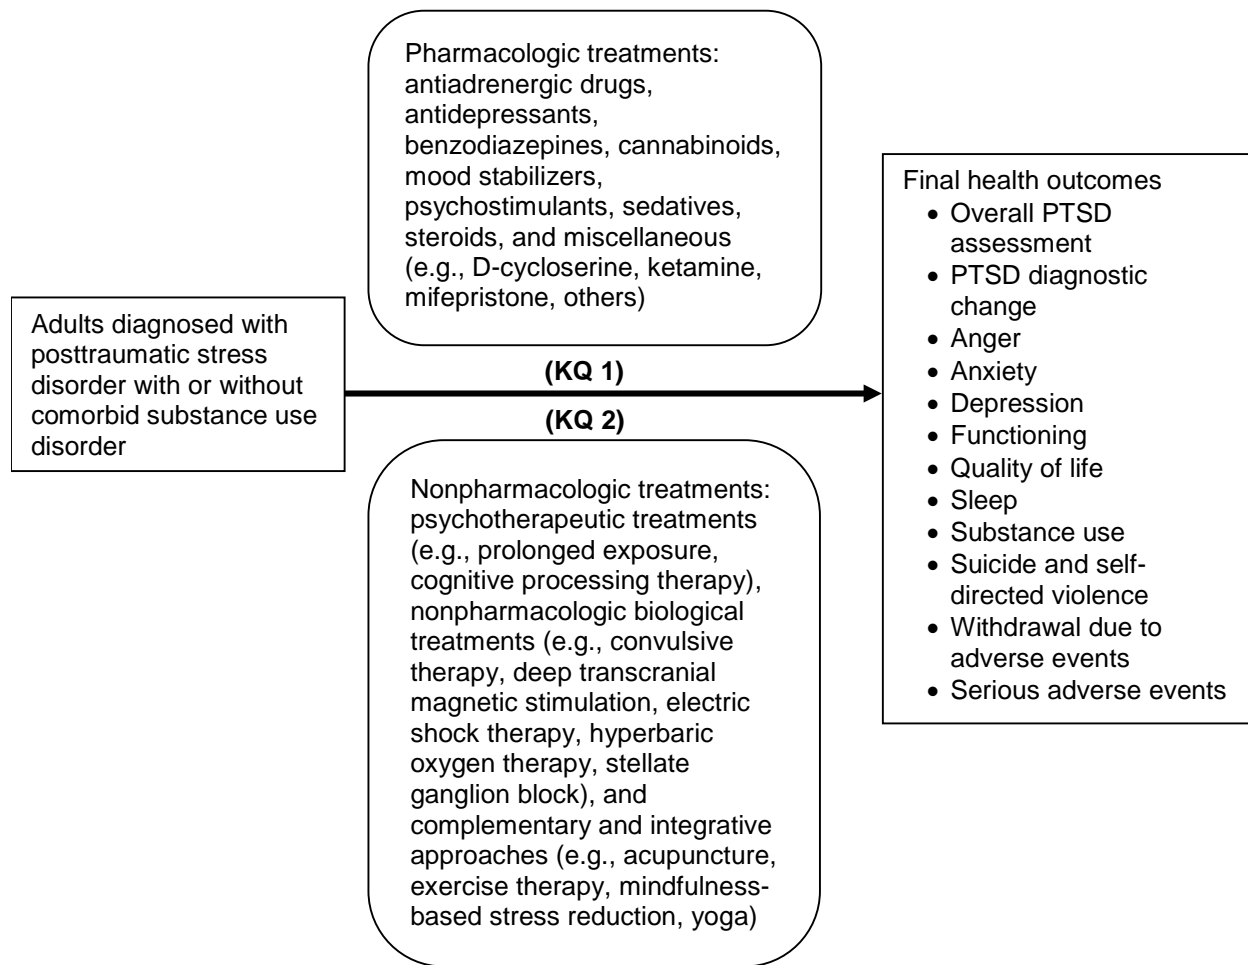 Pharmacologic treatments:
antiadrenergic drugs,
antidepressants,
benzodiazepines, cannabinoids,
mood stabilizers,
psychostimulants, sedatives,
steroids, and miscellaneous
(e.g., D-cycloserine, ketamine,
mifepristone, others)
Adults diagnosed with
posttraumatic stress
disorder with or without
comorbid substance use
disorder
(KQ 1)
(KQ 2)
Nonpharmacologic treatments:
psychotherapeutic treatments
(e.g., prolonged exposure,
cognitive processing therapy),
nonpharmacologic biological
treatments (e.g., convulsive
therapy, deep transcranial
magnetic stimulation, electric
shock therapy, hyperbaric
oxygen therapy, stellate
ganglion block), and
complementary and integrative
approaches (e.g., acupuncture,
exercise therapy, mindfulness-
based stress reduction, yoga)
Final health outcomes
• Overall PTSD
assessment
• PTSD diagnostic
change
• Anger
• Anxiety
• Depression
• Functioning
• Quality of life
• Sleep
• Substance use
• Suicide and self-
directed violence
• Withdrawal due to
adverse events
• Serious adverse events